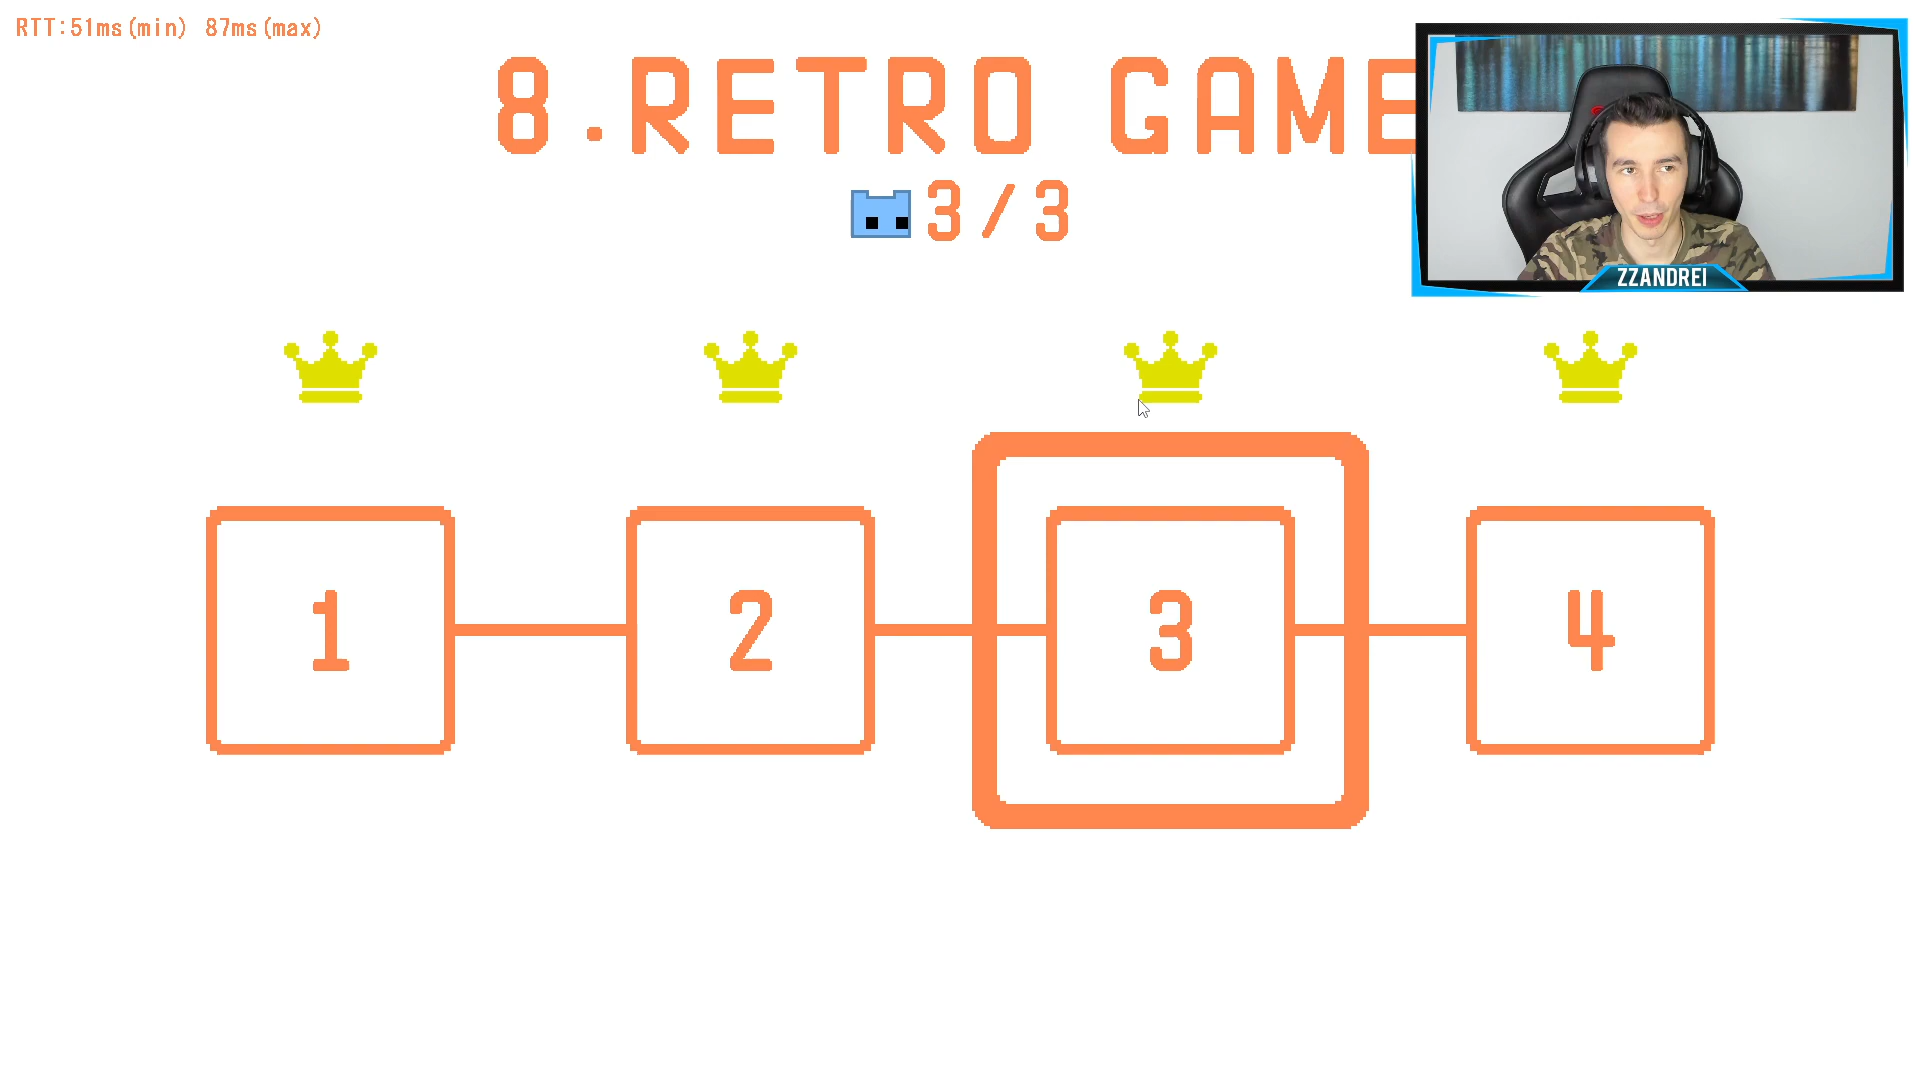 RTT:51ms(min) 87ms(max)
8.RETRO GAME
3/3
ZZANDREI
1
2
3
4